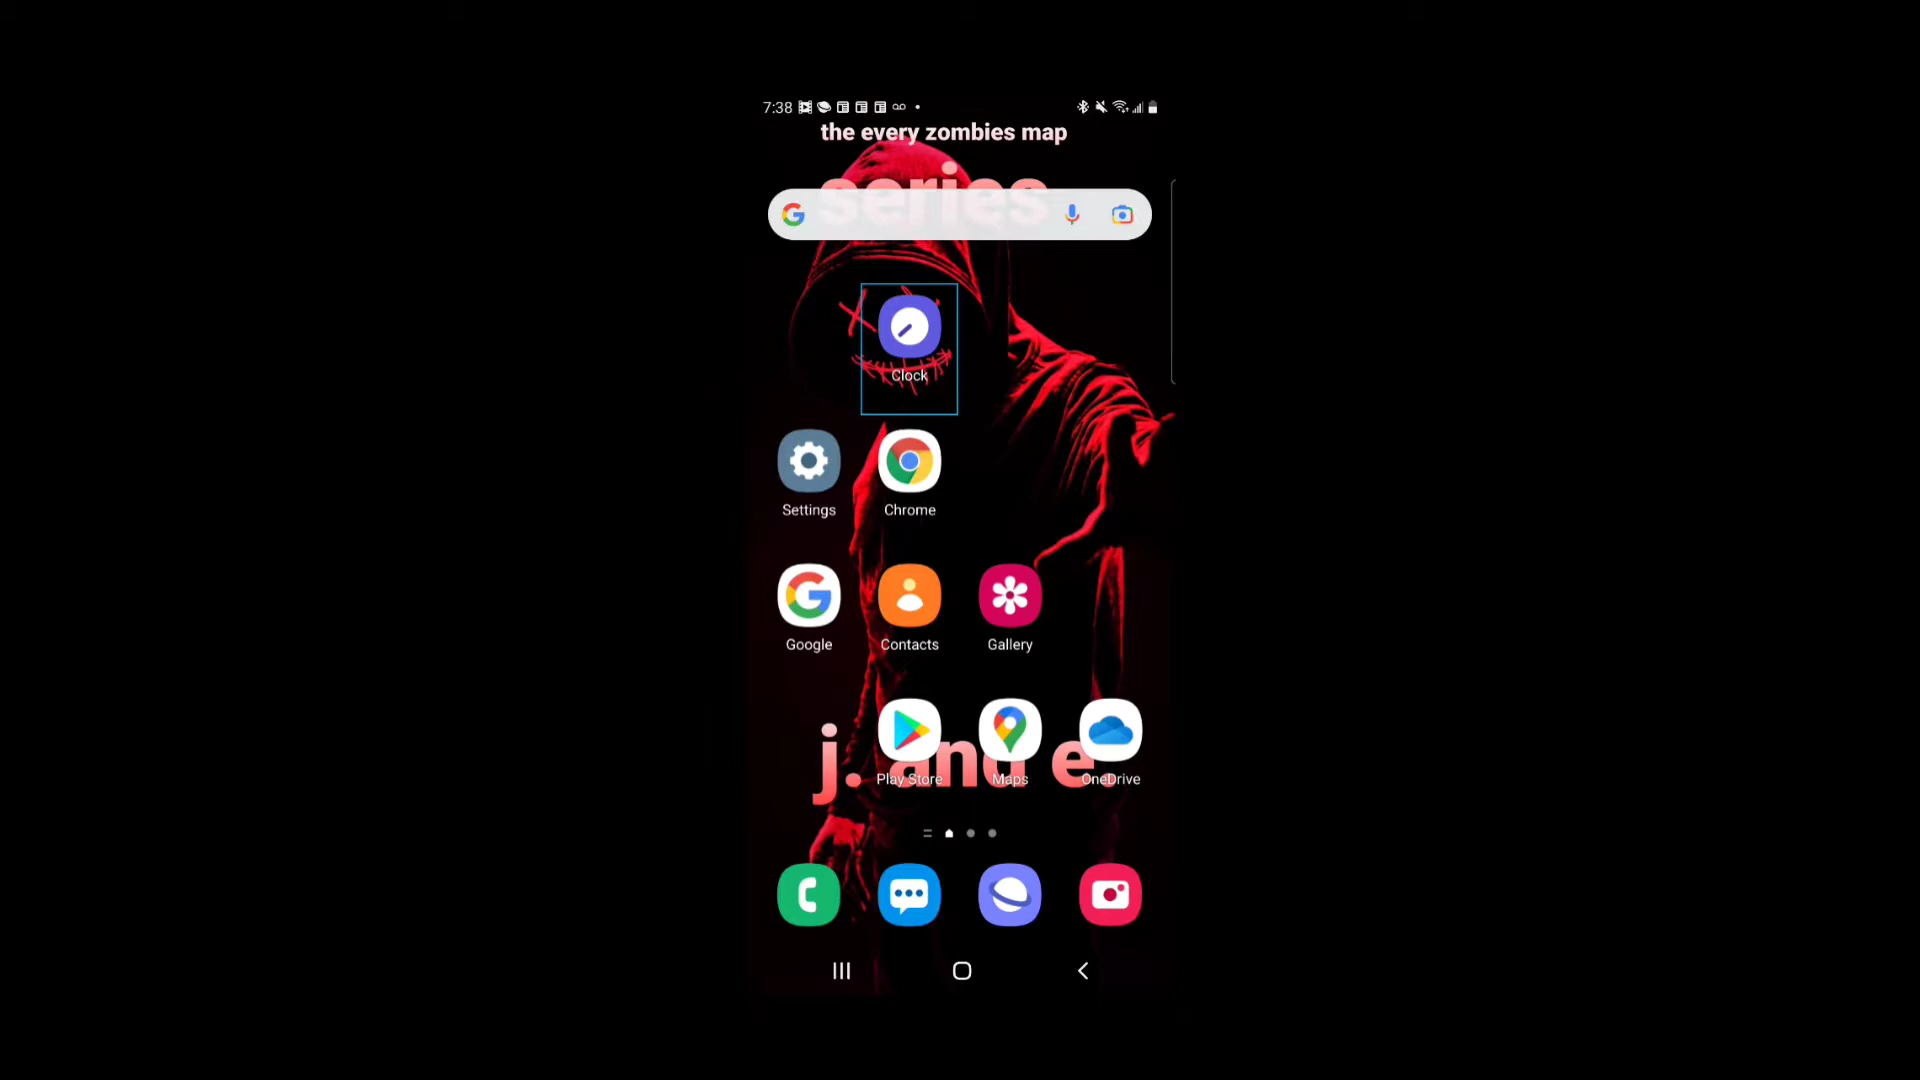 7:38
the every zombies map
series
Clock
Settings
Chrome
Google
Contacts
Gallery
j. and e.
Play Store
Maps
OneDrive